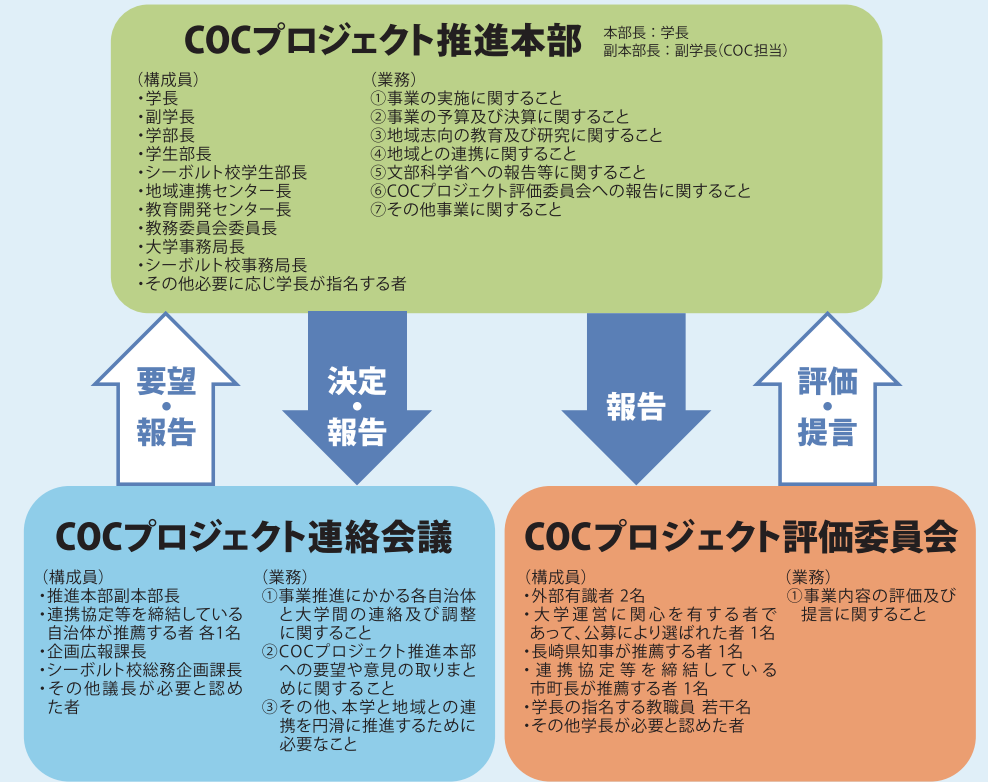 COCプロジェクト推進本部
本部長：学長
副本部長：副学長(COC担当)
（構成員）
・学長
・副学長
・学部長
・学生部長
・シーボルト校学生部長
・地域連携センター長
・教育開発センター長
・教務委員会委員長
・大学事務局長
・シーボルト校事務局長
・その他必要に応じ学長が指名する者
（業務）
①事業の実施に関すること
②事業の予算及び決算に関すること
③地域志向の教育及び研究に関すること
④地域との連携に関すること
⑤文部科学省への報告等に関すること
⑥COCプロジェクト評価委員会への報告に関すること
⑦その他事業に関すること
要望
・
報告
決定
・
報告
報告
評価
・
提言
COCプロジェクト連絡会議
（構成員）
・推進本部副本部長
・連携協定等を締結している
自治体が推薦する者 各1名
・企画広報課長
・シーボルト校総務企画課長
・その他議長が必要と認め
た者
（業務）
①事業推進にかかる各自治体
と大学間の連絡及び調整
に関すること
②COCプロジェクト推進本部
への要望や意見の取りまと
めに関すること
③その他、本学と地域との連
携を円滑に推進するために
必要なこと
COCプロジェクト評価委員会
（構成員）
・外部有識者 2名
・大学運営に関心を有する者で
あって、公募により選ばれた者 1名
・長崎県知事が推薦する者 1名
・連携協定等を締結している
市町長が推薦する者 1名
・学長の指名する教職員 若干名
・その他学長が必要と認めた者
（業務）
①事業内容の評価及び
提言に関すること